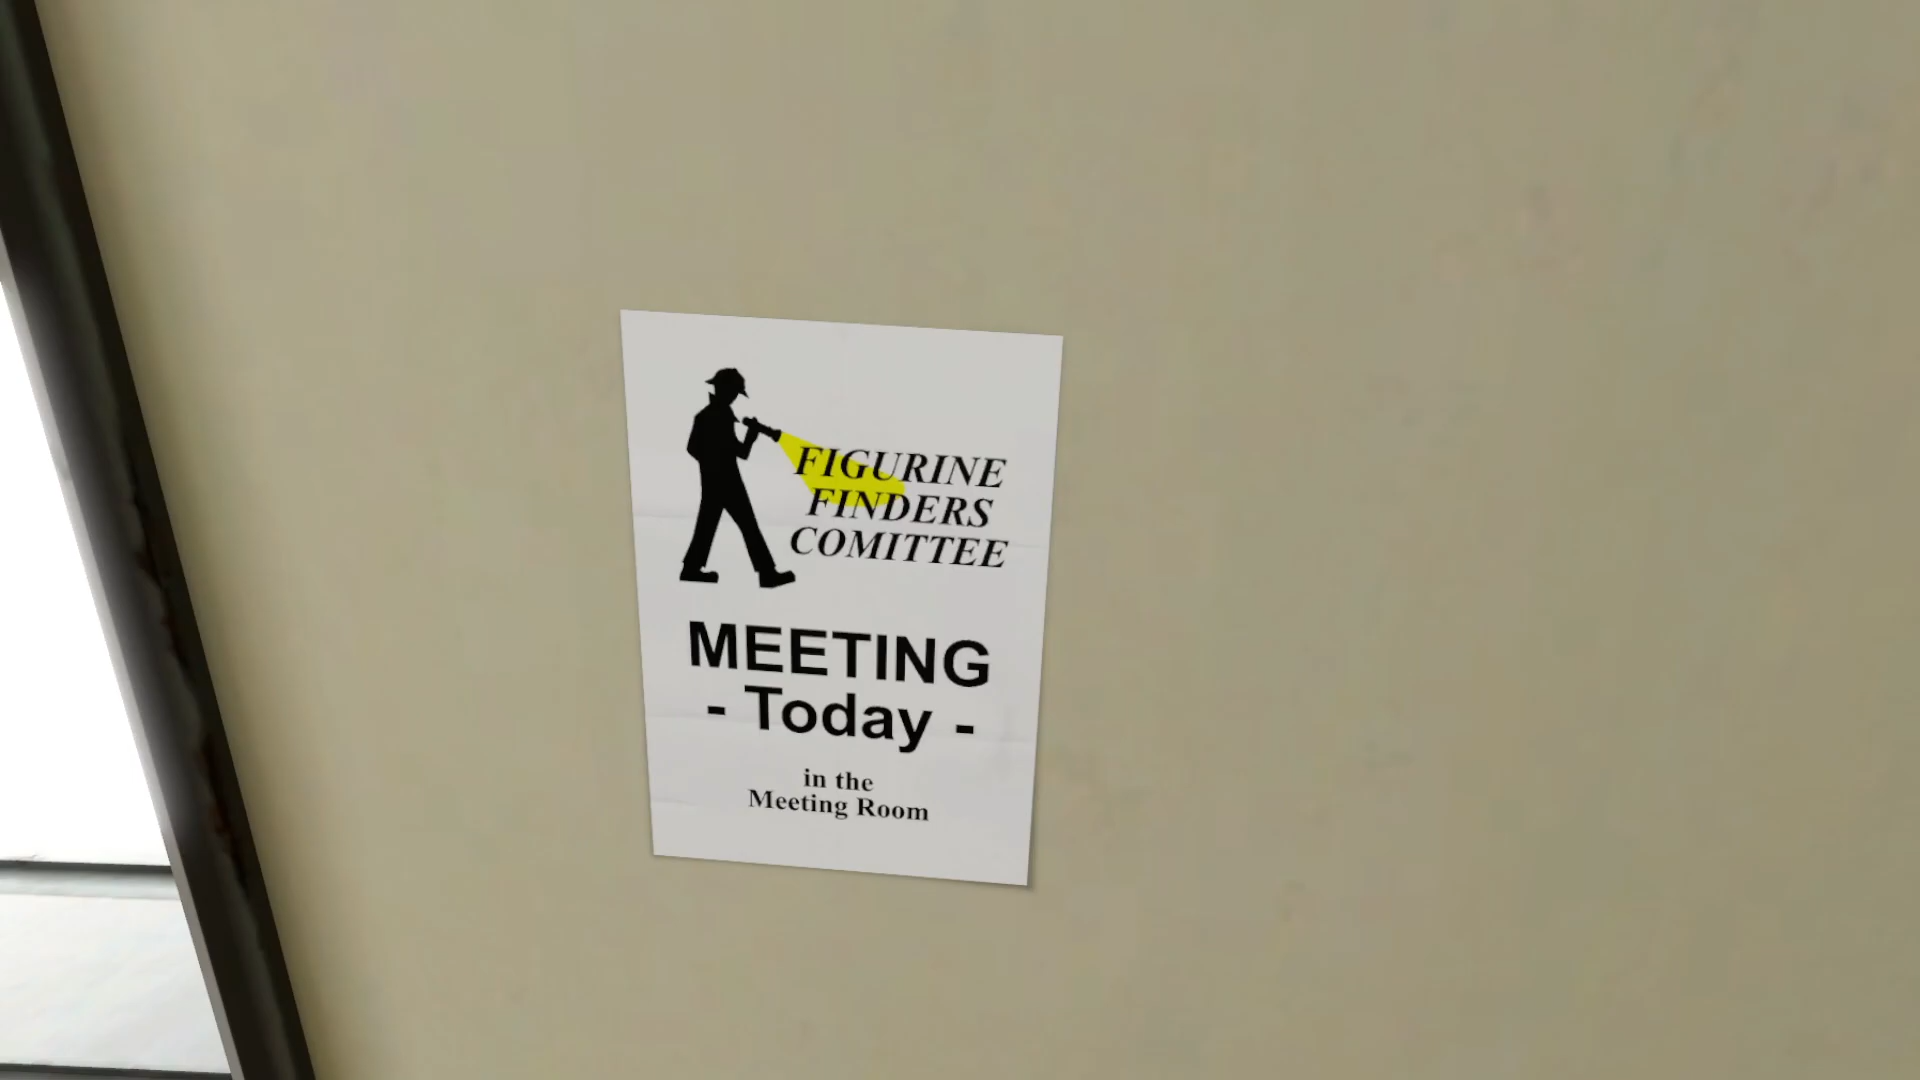 FIGURINE
FINDERS
COMITTEE
MEETING
- Today -
in the
Meeting Room